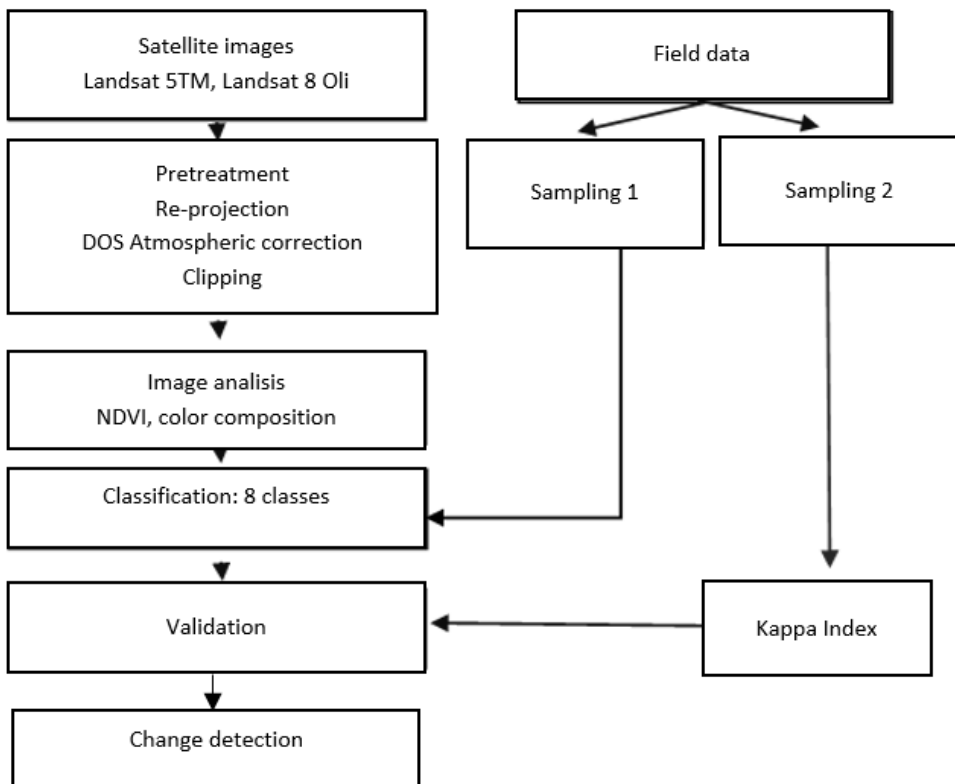 Satellite images
Landsat 5TM, Landsat 8 Oli
Field data
Pretreatment
Re-projection
DOS Atmospheric correction
Clipping
Sampling 1
Sampling 2
Image analisis
NDVI, color composition
Classification: 8 classes
Validation
Kappa Index
Change detection